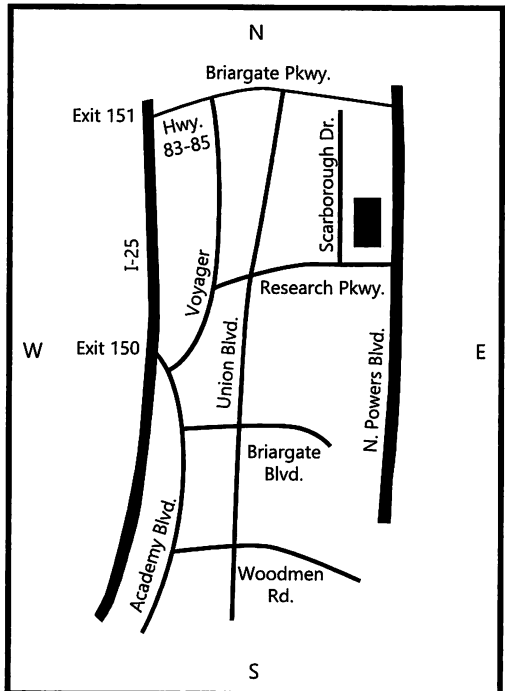 N
Briargate Pkwy.
Exit 151
Hwy.
83-85
Scarborough Dr.
I-25
Voyager
Research Pkwy.
W
Exit 150
E
Union Blvd.
N. Powers Blvd.
Briargate
Blvd.
Academy Blvd.
Woodmen
Rd.
S